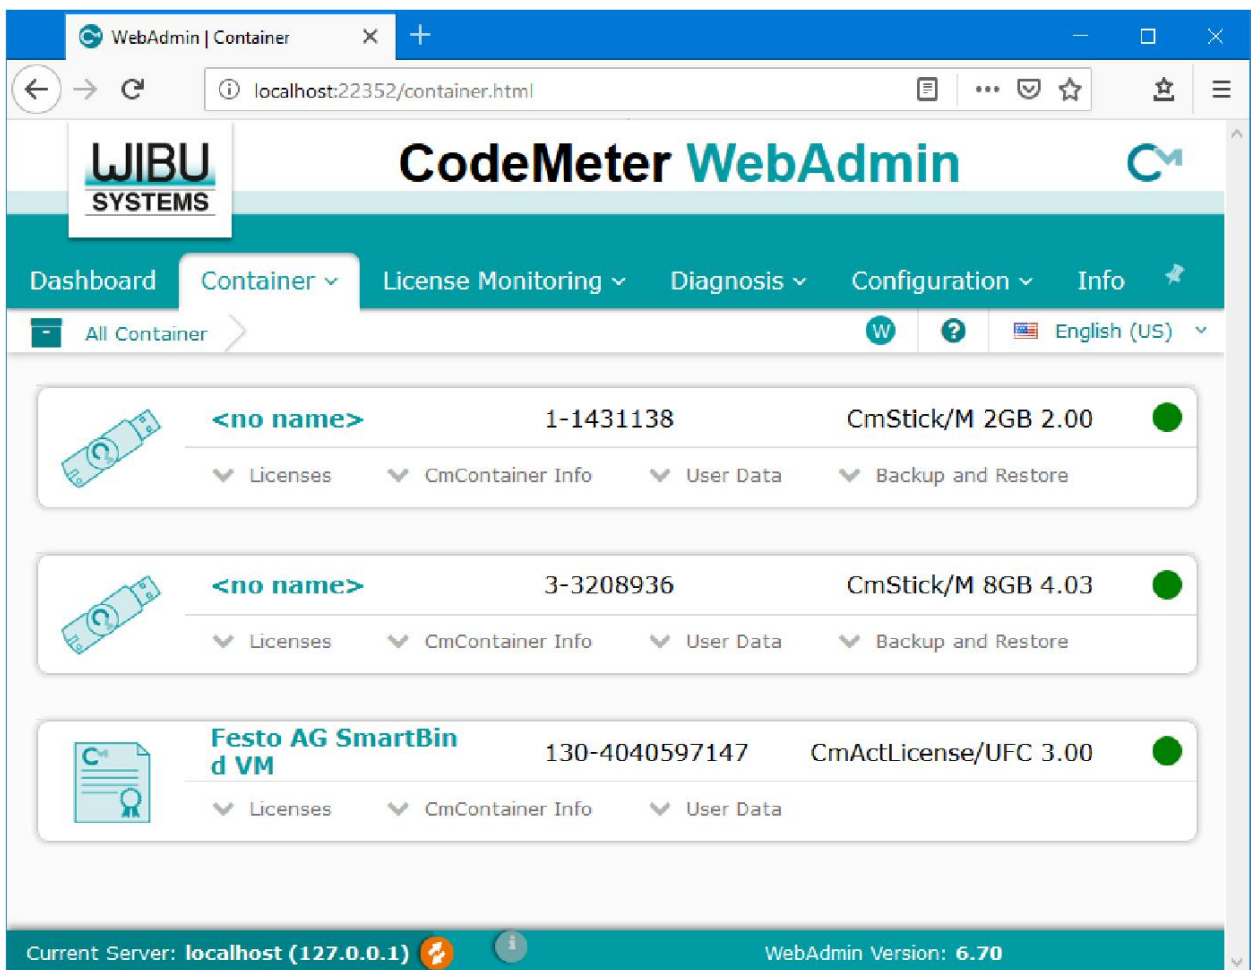 WebAdmin | Container
localhost:22352/container.html
WIBU
SYSTEMS
CodeMeter WebAdmin
CM
Dashboard Container License Monitoring Diagnosis Configuration Info
All Container W ? English (US)
<no name> 1-1431138 CmStick/M 2GB 2.00
Licenses CmContainer Info User Data Backup and Restore
<no name> 3-3208936 CmStick/M 8GB 4.03
Licenses CmContainer Info User Data Backup and Restore
Festo AG SmartBin
d VM
130-4040597147 CmActLicense/UFC 3.00
Licenses CmContainer Info User Data
Current Server: localhost (127.0.0.1) WebAdmin Version: 6.70